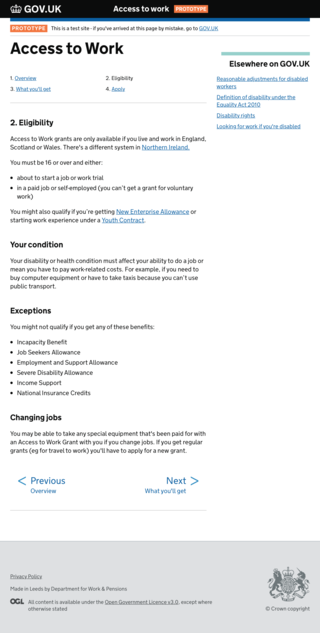 GOV.UK
Access to work PROTOTYPE
PROTOTYPE This is a test site - if you've arrived at this page by mistake, go to GOV.UK
Access to Work
1. Overview
2. Eligibility
3. What you'll get
4. Apply
2. Eligibility
Access to Work grants are only available if you live and work in England,
Scotland or Wales. There's a different system in Northern Ireland.
You must be 16 or over and either:
• about to start a job or work trial
• in a paid job or self-employed (you can't get a grant for voluntary
work)
You might also qualify if you're getting New Enterprise Allowance or
starting work experience under a Youth Contract.
Your condition
Your disability or health condition must affect your ability to do a job or
mean you have to pay work-related costs. For example, if you need to
buy computer equipment or have to take taxis because you can't use
public transport.
Exceptions
You might not qualify if you get any of these benefits:
• Incapacity Benefit
• Job Seekers Allowance
• Employment and Support Allowance
• Severe Disability Allowance
• Income Support
• National Insurance Credits
Changing jobs
You may be able to take any special equipment that's been paid for with
an Access to Work Grant with you if you change jobs. If you get regular
grants (eg for travel to work) you'll have to apply for a new grant.
Previous
Overview
Next
What you'll get
Elsewhere on GOV.UK
Reasonable adjustments for disabled
workers
Definition of disability under the
Equality Act 2010
Disability rights
Looking for work if you're disabled
Privacy Policy
Made in Leeds by Department for Work & Pensions
OGL All content is available under the Open Government Licence v3.0, except where
otherwise stated
© Crown copyright